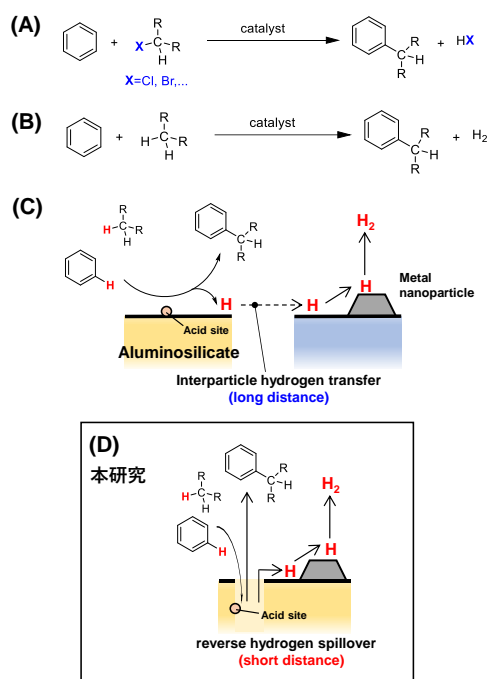 (A)
+
X
R
C
R
H
X=Cl, Br,...
catalyst
R
C
H
R
+ HX
(B)
+
R
H C R
H
catalyst
R
C
H
R
+ H₂
(C)
R
H C R
H
H
R
C
H
R
H
Acid site
Aluminosilicate
H
H
H₂
Metal
nanoparticle
Interparticle hydrogen transfer
(long distance)
(D)
本研究
R
H C R
H
H
R
C
H
R
H
H
H₂
Acid site
reverse hydrogen spillover
(short distance)